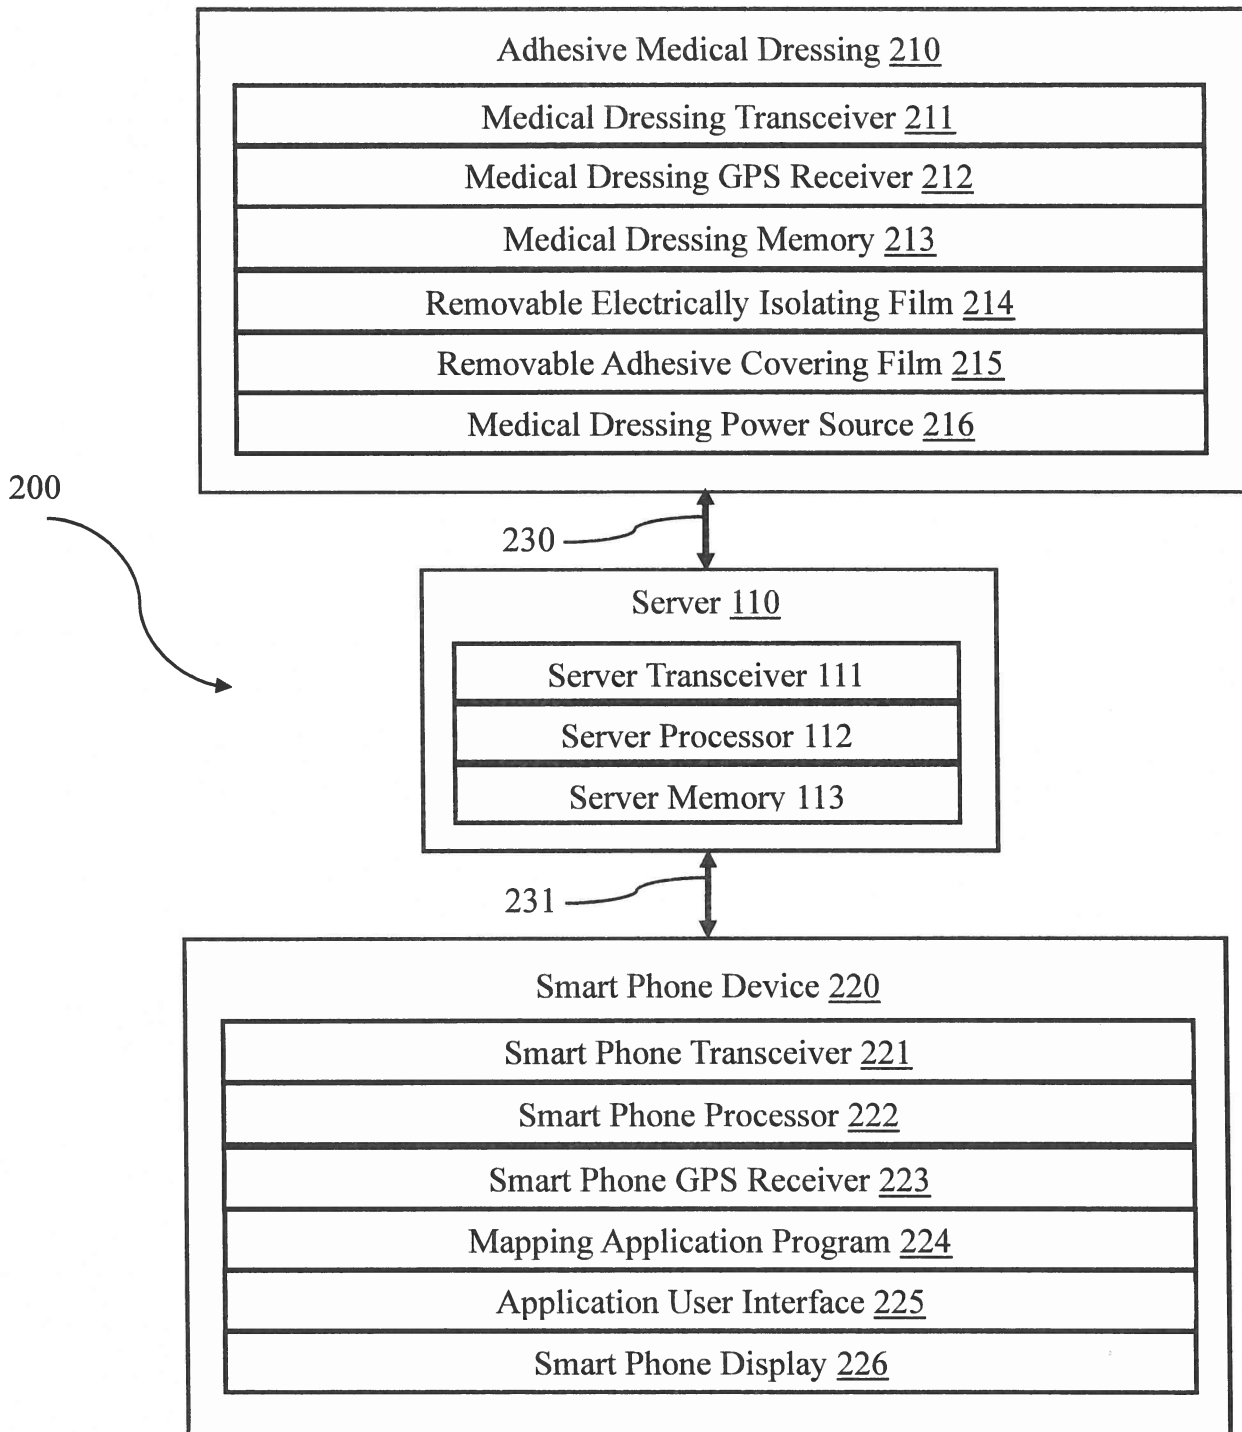 Adhesive Medical Dressing 210
Medical Dressing Transceiver 211
Medical Dressing GPS Receiver 212
Medical Dressing Memory 213
Removable Electrically Isolating Film 214
Removable Adhesive Covering Film 215
Medical Dressing Power Source 216
200
230
Server 110
Server Transceiver 111
Server Processor 112
Server Memory 113
231
Smart Phone Device 220
Smart Phone Transceiver 221
Smart Phone Processor 222
Smart Phone GPS Receiver 223
Mapping Application Program 224
Application User Interface 225
Smart Phone Display 226